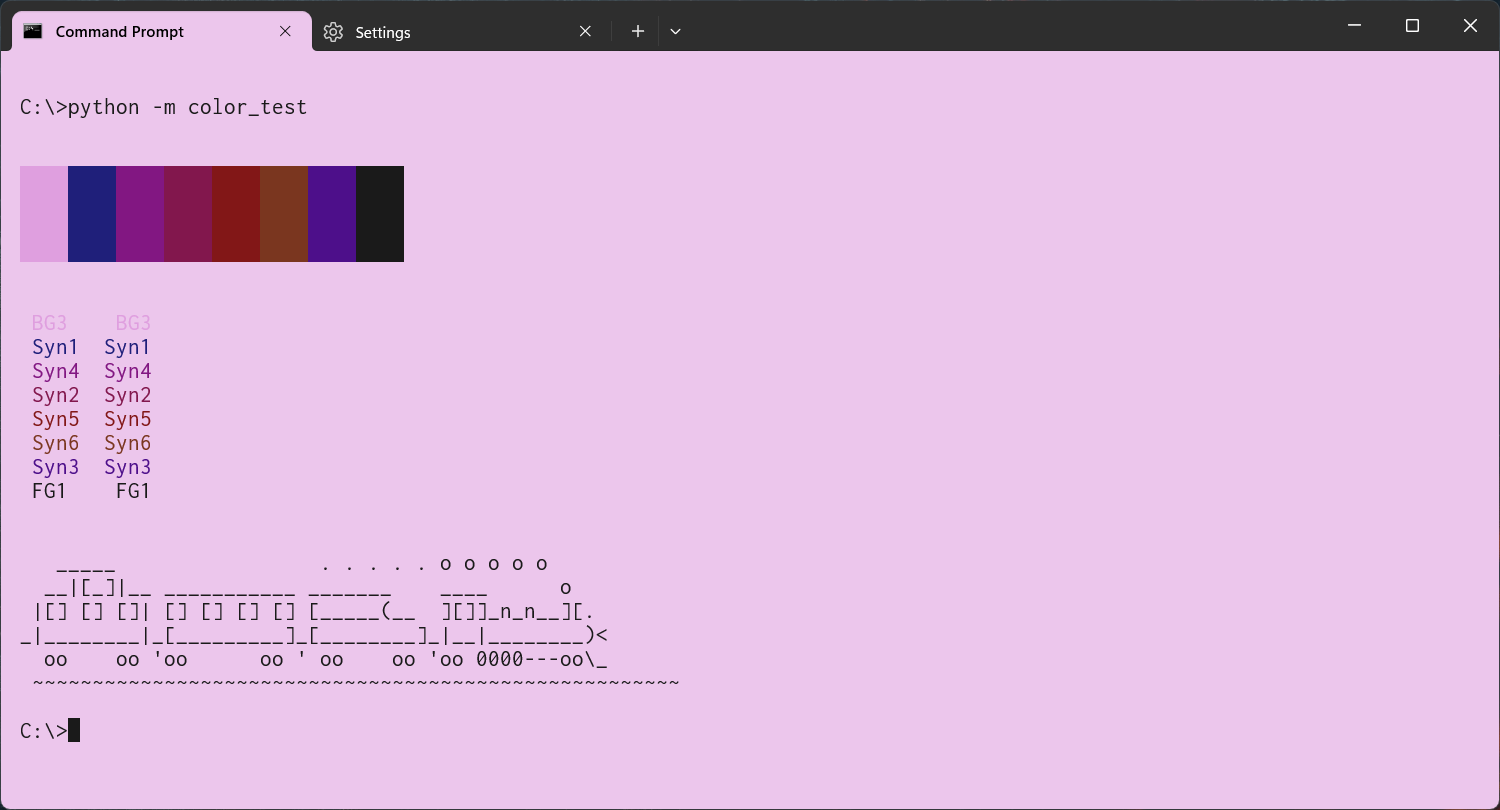 Command Prompt
Settings
C:\>python -m color_test
 BG3    BG3
 Syn1  Syn1
 Syn4  Syn4
 Syn2  Syn2
 Syn5  Syn5
 Syn6  Syn6
 Syn3  Syn3
 FG1    FG1
   _____                 . . . . . o o o o o
  __|[_]|__ ___________ _______    ____      o
 |[] [] []| [] [] [] [] [_____(__  ][]]_n_n__][.
_|________|_[_________]_[________]_|__|________)<
  oo    oo 'oo      oo ' oo    oo 'oo 0000---oo\_
 ~~~~~~~~~~~~~~~~~~~~~~~~~~~~~~~~~~~~~~~~~~~~~~~~~~~~~~
C:\>